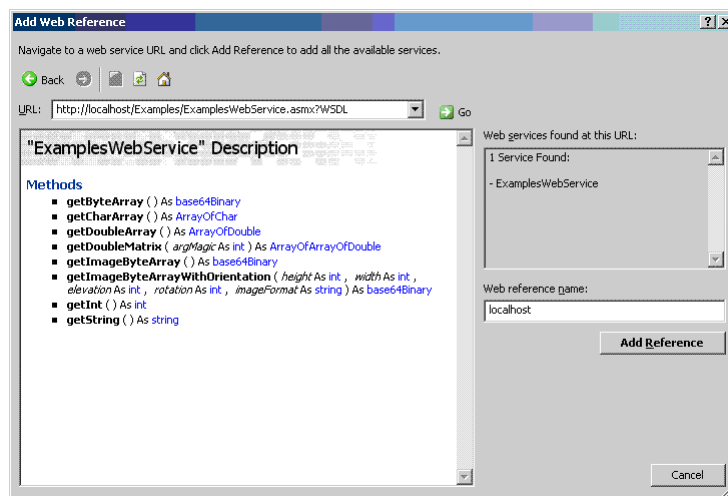 Add Web Reference
Navigate to a web service URL and click Add Reference to add all the available services.
Back
URL: http://localhost/Examples/ExamplesWebService.asmx?WSDL Go
"ExamplesWebService" Description
Methods
getByteArray ( ) As base64Binary
getCharArray ( ) As ArrayOfChar
getDoubleArray ( ) As ArrayOfDouble
getDoubleMatrix ( argMagic As int ) As ArrayOfArrayOfDouble
getImageByteArray ( ) As base64Binary
getImageByteArrayWithOrientation ( height As int , width As int ,
elevation As int , rotation As int , imageFormat As string ) As base64Binary
getInt ( ) As int
getString ( ) As string
Web services found at this URL:
1 Service Found:
- ExamplesWebService
Web reference name:
localhost
Add Reference
Cancel